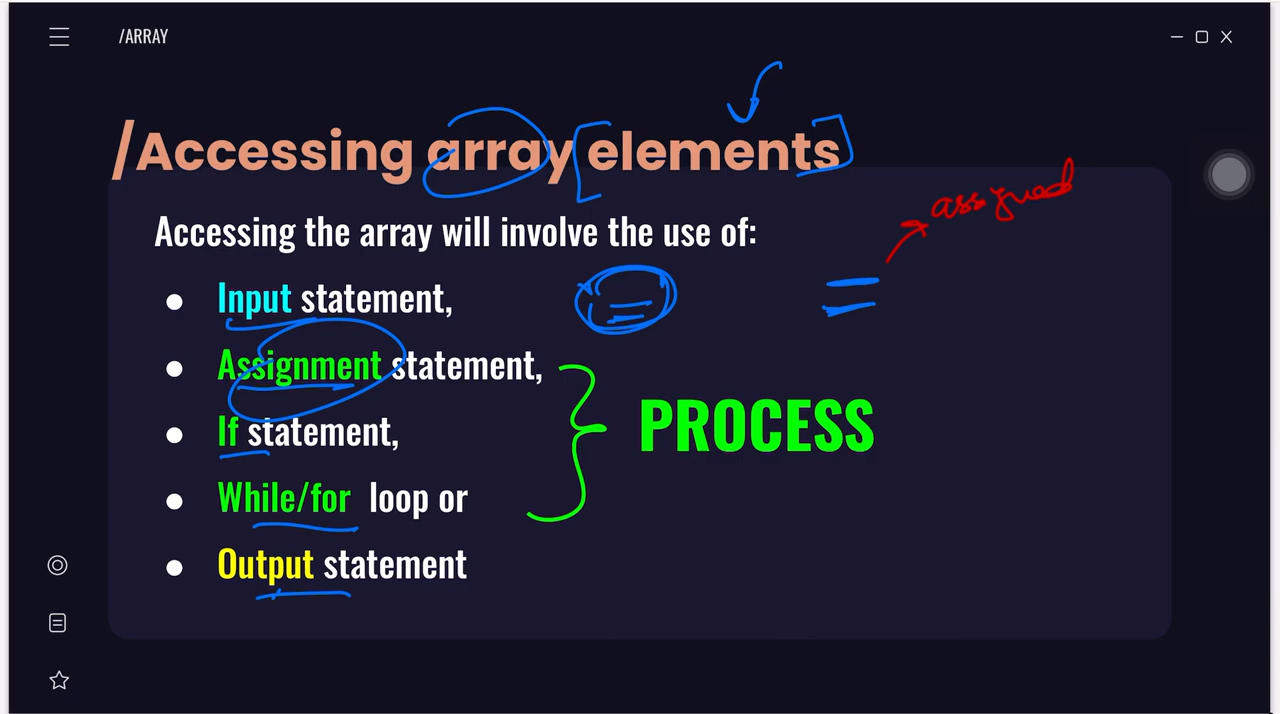 /ARRAY
/Accessing array elements
assigned
Accessing the array will involve the use of:
● Input statement,
=
● Assignment statement,
● If statement,
PROCESS
● While/for loop or
● Output statement